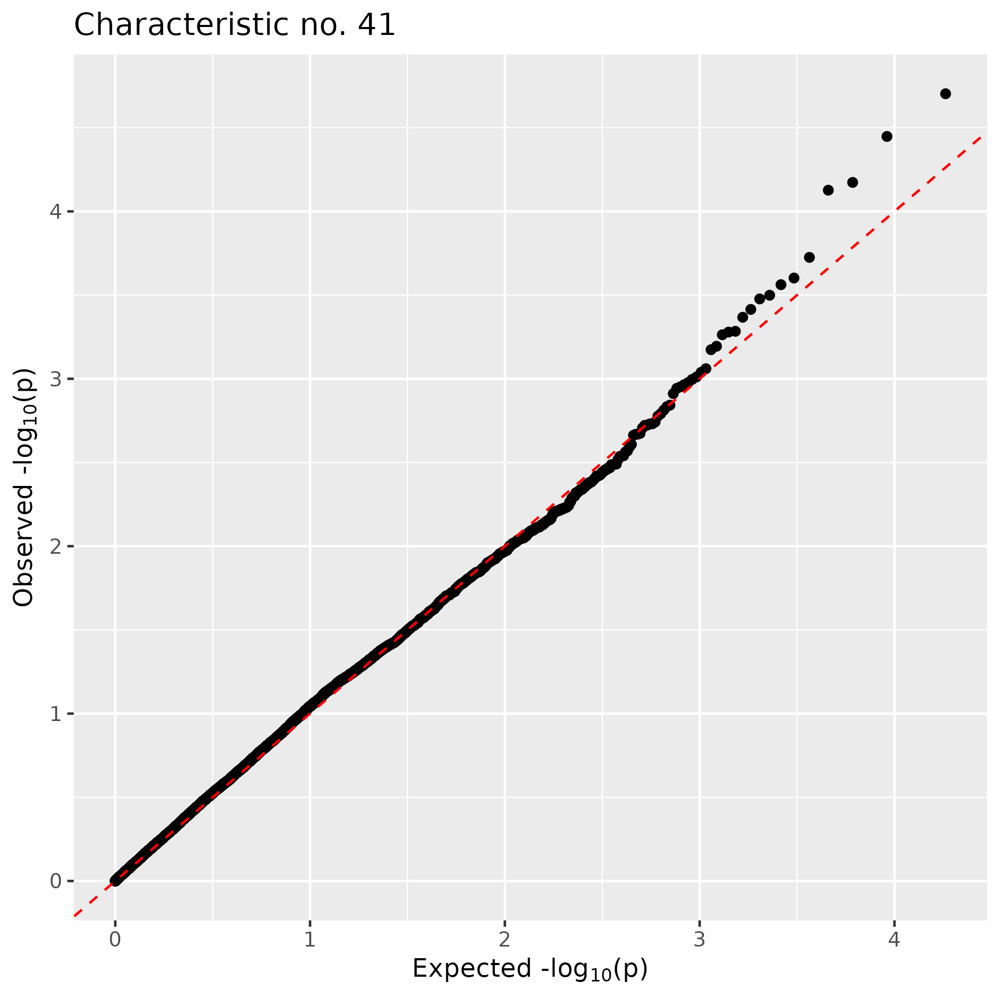 Characteristic no. 41
Observed -log₁₀(p)
4
3
2
1
0
0 1 2 3 4
Expected -log₁₀(p)